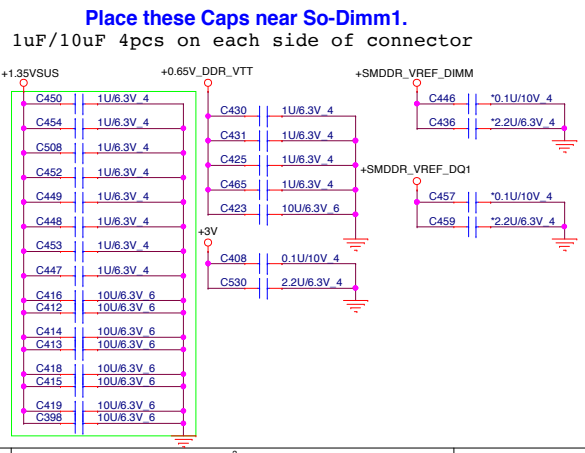 Place these Caps near So-Dimm1.
1uF/10uF 4pcs on each side of connector
+1.35VSUS
C450 1U/6.3V_4
C454 1U/6.3V_4
C508 1U/6.3V_4
C452 1U/6.3V_4
C449 1U/6.3V_4
C448 1U/6.3V_4
C453 1U/6.3V_4
C447 1U/6.3V_4
C416 10U/6.3V_6
C412 10U/6.3V_6
C414 10U/6.3V_6
C413 10U/6.3V_6
C418 10U/6.3V_6
C415 10U/6.3V_6
C419 10U/6.3V_6
C398 10U/6.3V_6
+0.65V_DDR_VTT
C430 1U/6.3V_4
C431 1U/6.3V_4
C425 1U/6.3V_4
C465 1U/6.3V_4
C423 10U/6.3V_6
+3V
C408 0.1U/10V_4
C530 2.2U/6.3V_4
+SMDDR_VREF_DIMM
C446 *0.1U/10V_4
C436 *2.2U/6.3V_4
+SMDDR_VREF_DQ1
C457 *0.1U/10V_4
C459 *2.2U/6.3V_4